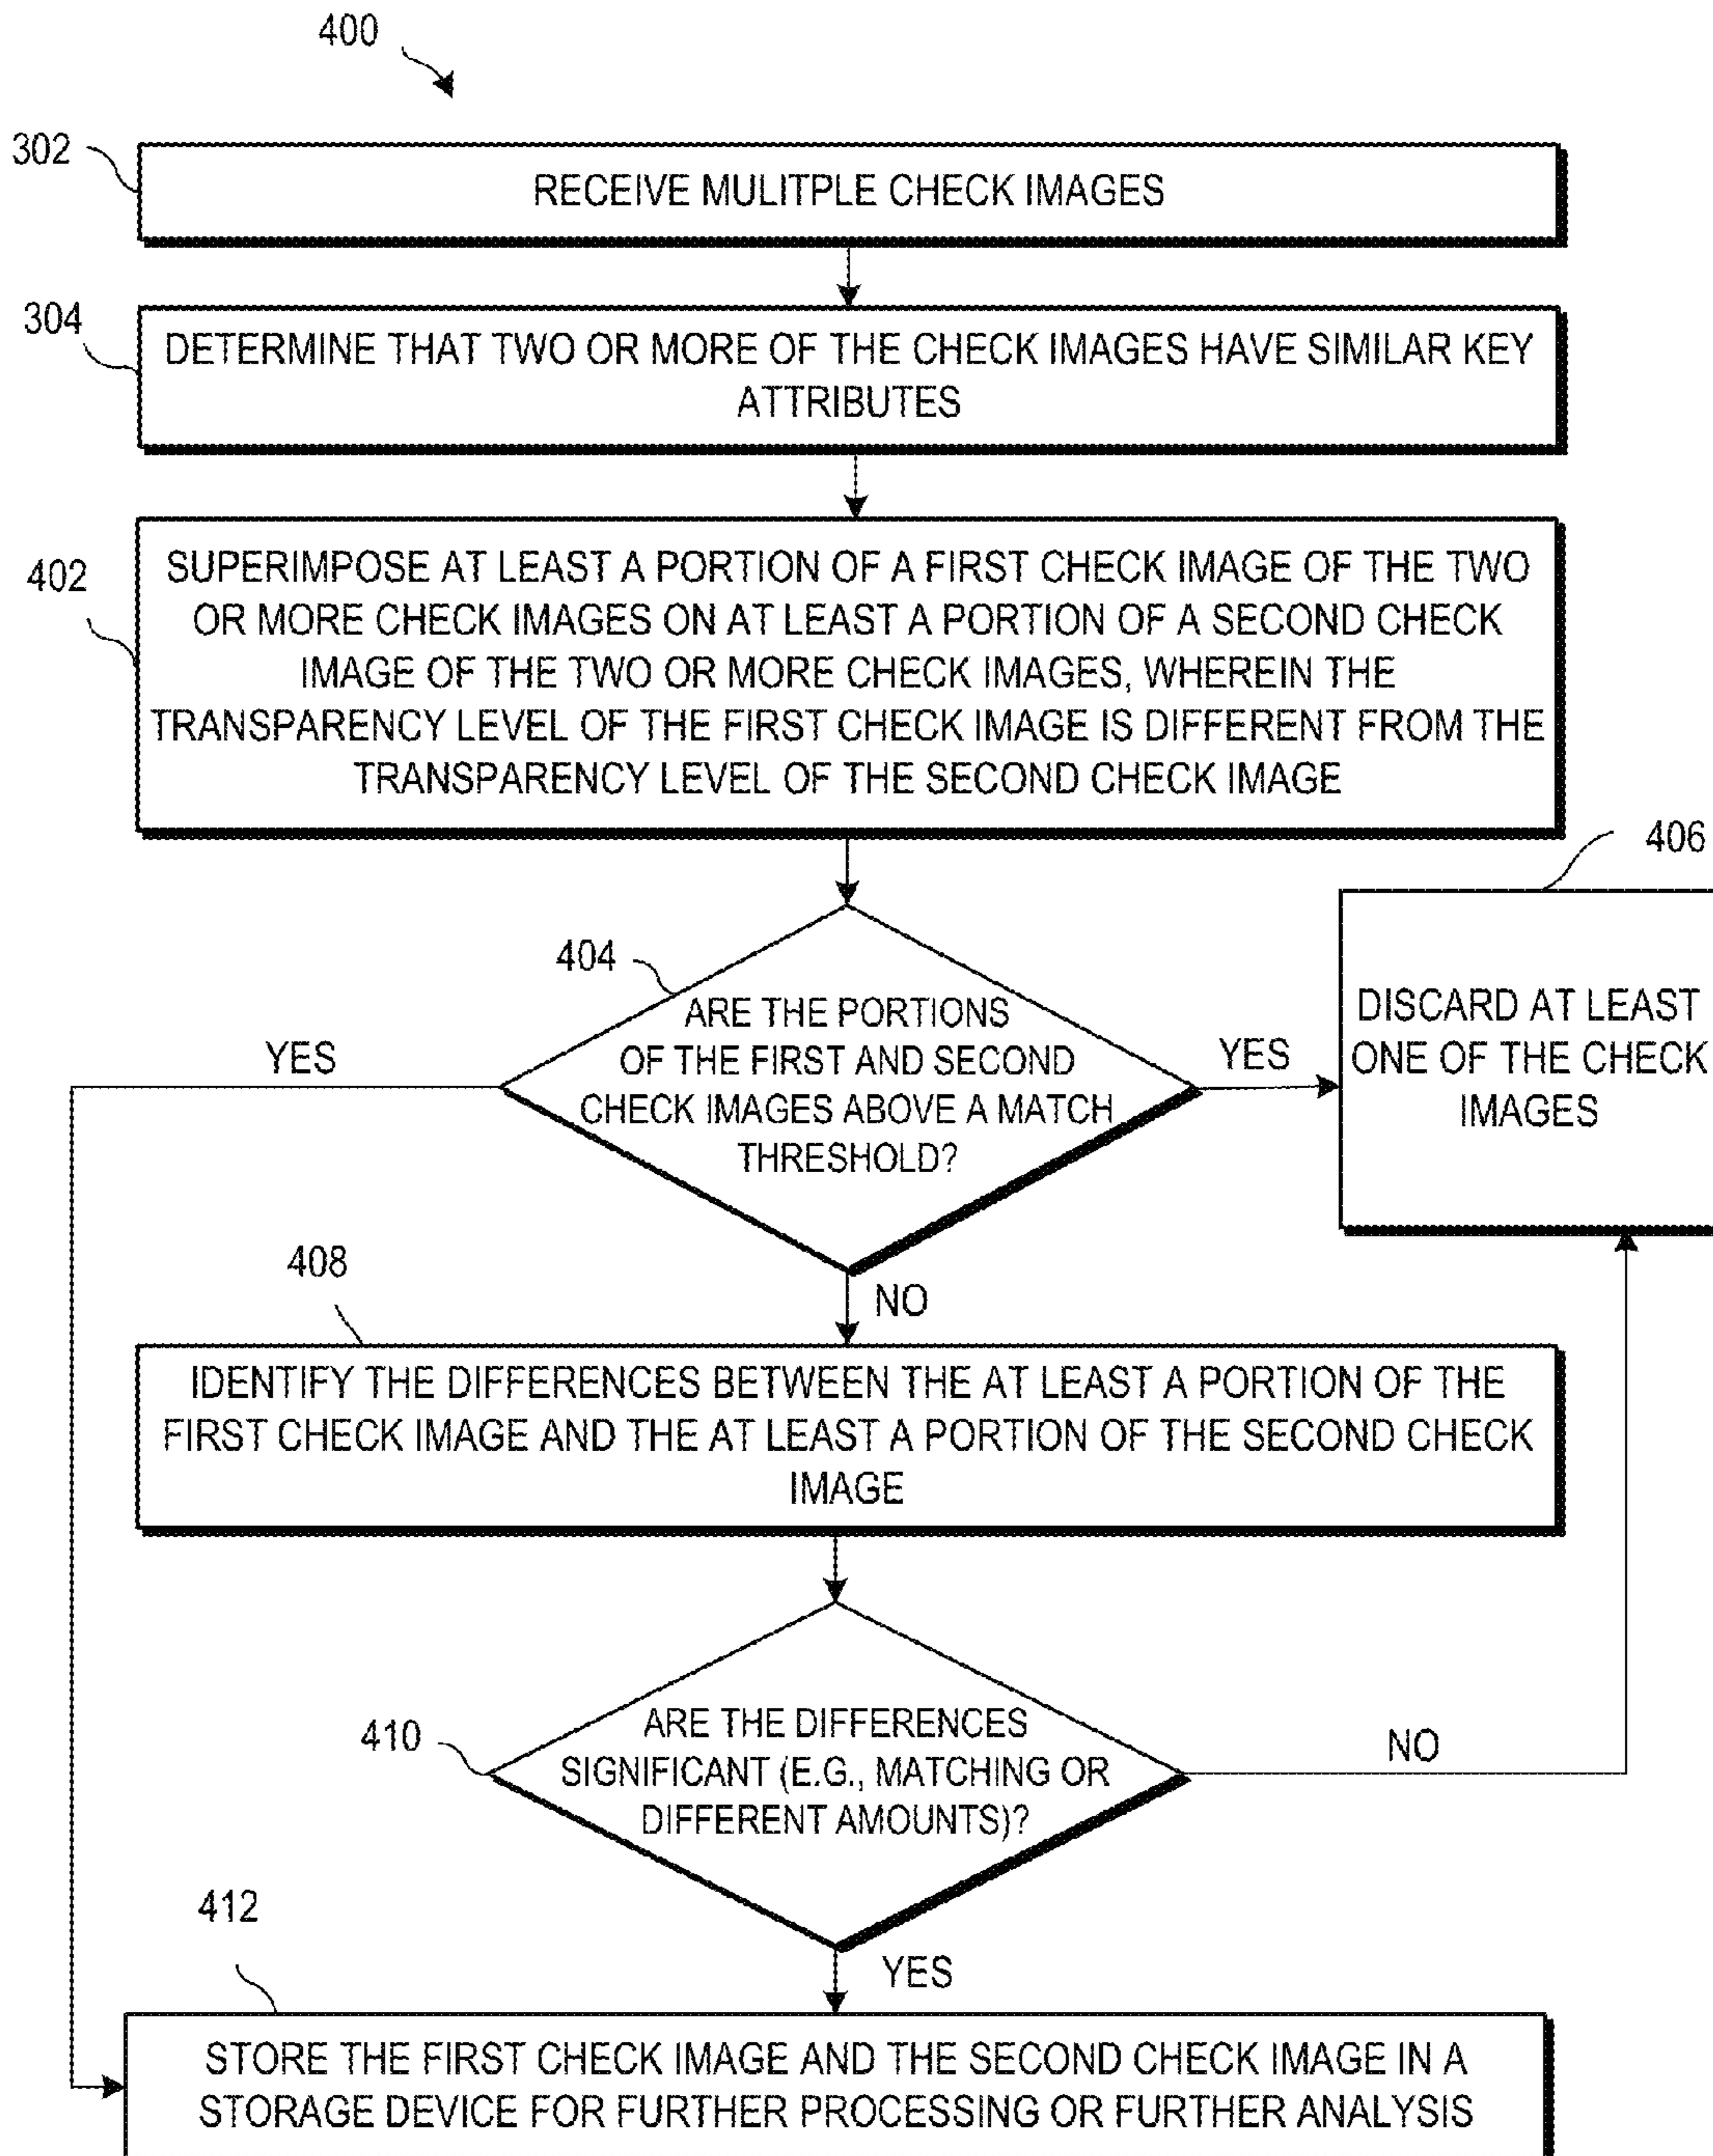 400
302
RECEIVE MULITPLE CHECK IMAGES
304
DETERMINE THAT TWO OR MORE OF THE CHECK IMAGES HAVE SIMILAR KEY
ATTRIBUTES
402
SUPERIMPOSE AT LEAST A PORTION OF A FIRST CHECK IMAGE OF THE TWO
OR MORE CHECK IMAGES ON AT LEAST A PORTION OF A SECOND CHECK
IMAGE OF THE TWO OR MORE CHECK IMAGES, WHEREIN THE
TRANSPARENCY LEVEL OF THE FIRST CHECK IMAGE IS DIFFERENT FROM THE
TRANSPARENCY LEVEL OF THE SECOND CHECK IMAGE
404
ARE THE PORTIONS
OF THE FIRST AND SECOND
CHECK IMAGES ABOVE A MATCH
THRESHOLD?
YES
YES
406
DISCARD AT LEAST
ONE OF THE CHECK
IMAGES
NO
408
IDENTIFY THE DIFFERENCES BETWEEN THE AT LEAST A PORTION OF THE
FIRST CHECK IMAGE AND THE AT LEAST A PORTION OF THE SECOND CHECK
IMAGE
410
ARE THE DIFFERENCES
SIGNIFICANT (E.G., MATCHING OR
DIFFERENT AMOUNTS)?
NO
YES
412
STORE THE FIRST CHECK IMAGE AND THE SECOND CHECK IMAGE IN A
STORAGE DEVICE FOR FURTHER PROCESSING OR FURTHER ANALYSIS